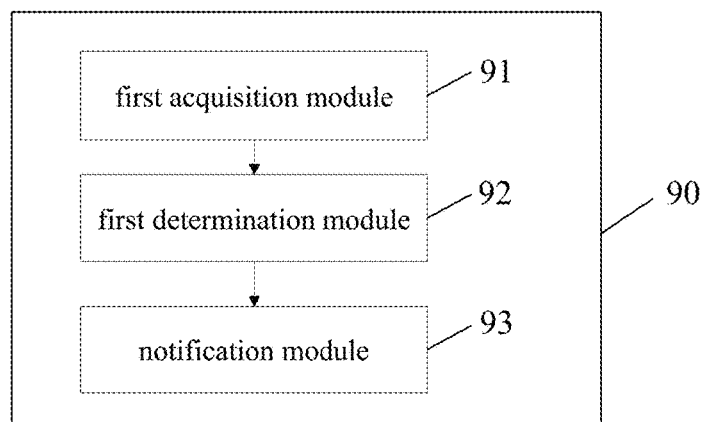 first acquisition module
91
first determination module
92
90
notification module
93